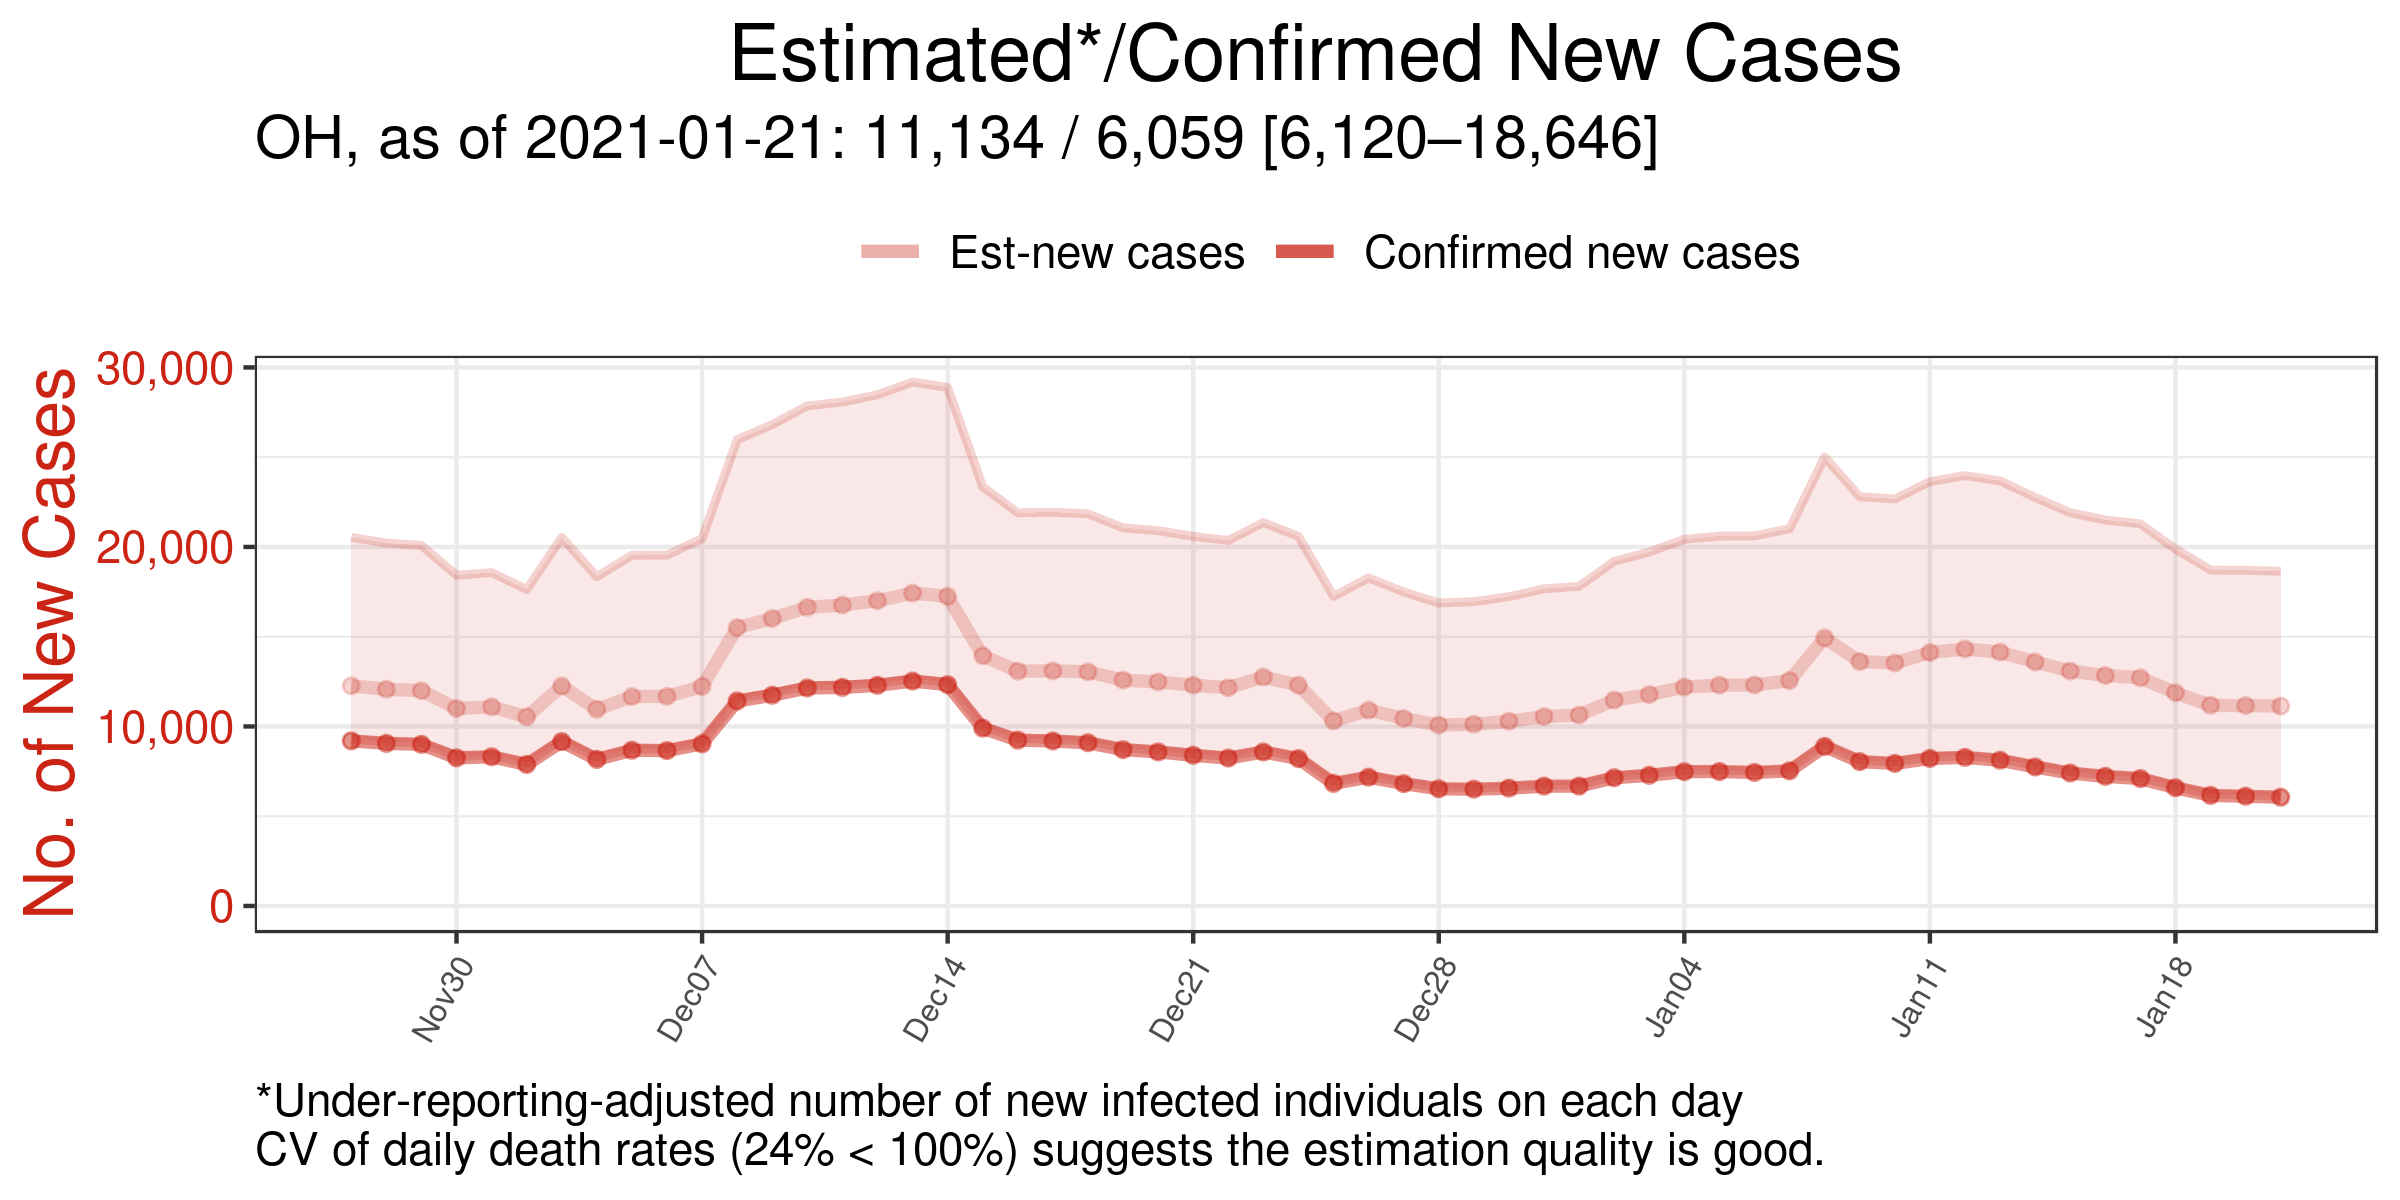 Estimated*/Confirmed New Cases
OH, as of 2021-01-21: 11,134 / 6,059 [6,120–18,646]
Est-new cases
Confirmed new cases
No. of New Cases
30,000
20,000
10,000
0
Nov30
Dec07
Dec14
Dec21
Dec28
Jan04
Jan11
Jan18
*Under-reporting-adjusted number of new infected individuals on each day
CV of daily death rates (24% < 100%) suggests the estimation quality is good.